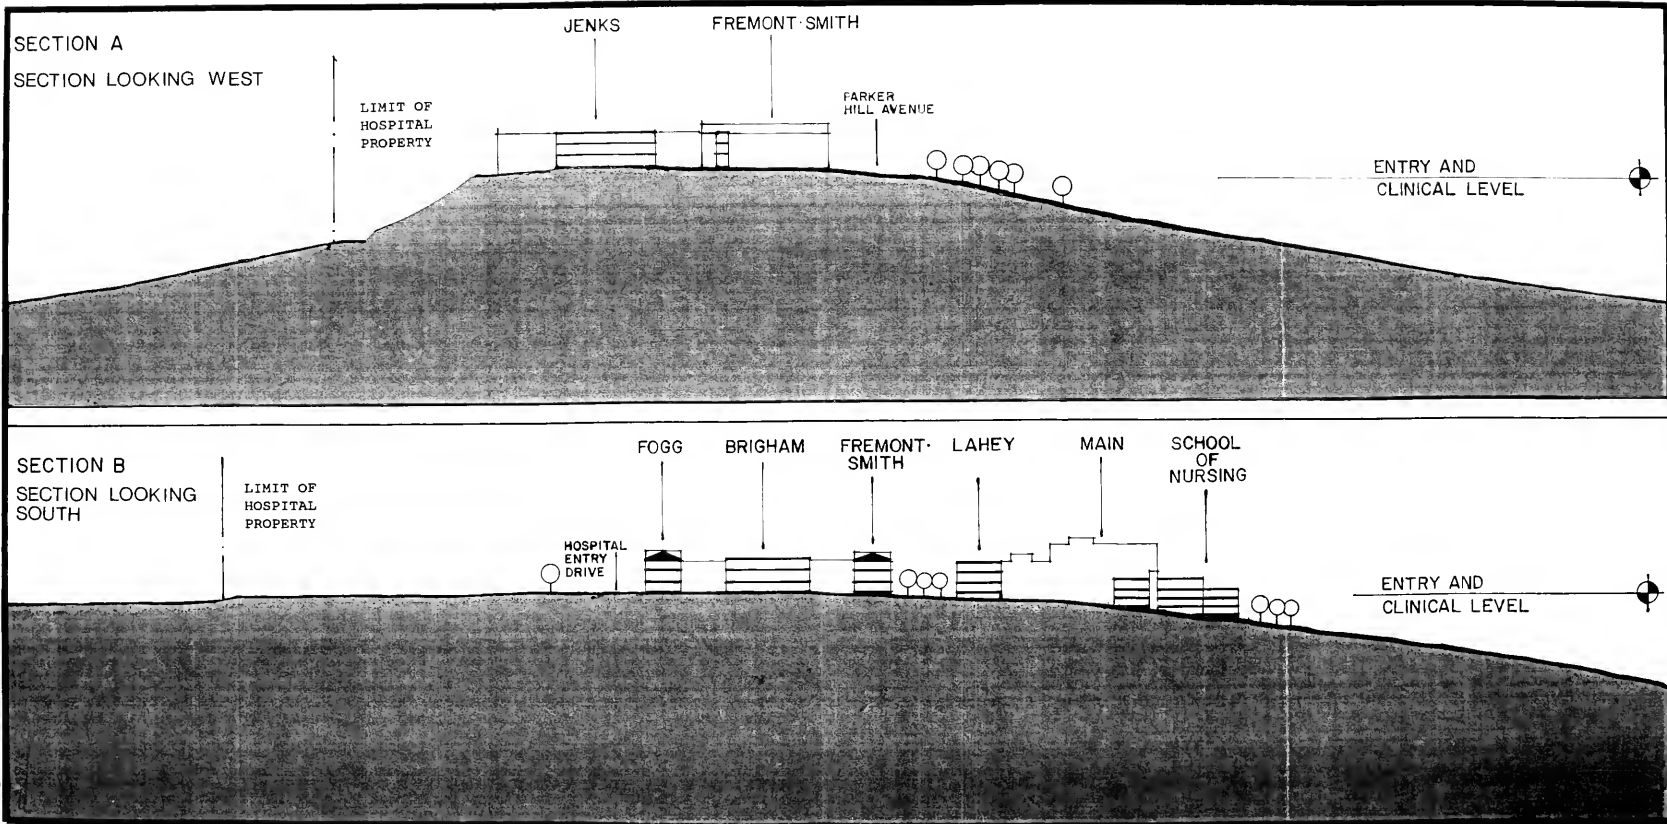 SECTION A
SECTION LOOKING WEST
LIMIT OF
HOSPITAL
PROPERTY
JENKS
FREMONT·SMITH
PARKER
HILL AVENUE
ENTRY AND
CLINICAL LEVEL
SECTION B
SECTION LOOKING
SOUTH
LIMIT OF
HOSPITAL
PROPERTY
HOSPITAL
ENTRY
DRIVE
FOGG
BRIGHAM
FREMONT·
SMITH
LAHEY
MAIN
SCHOOL
OF
NURSING
ENTRY AND
CLINICAL LEVEL